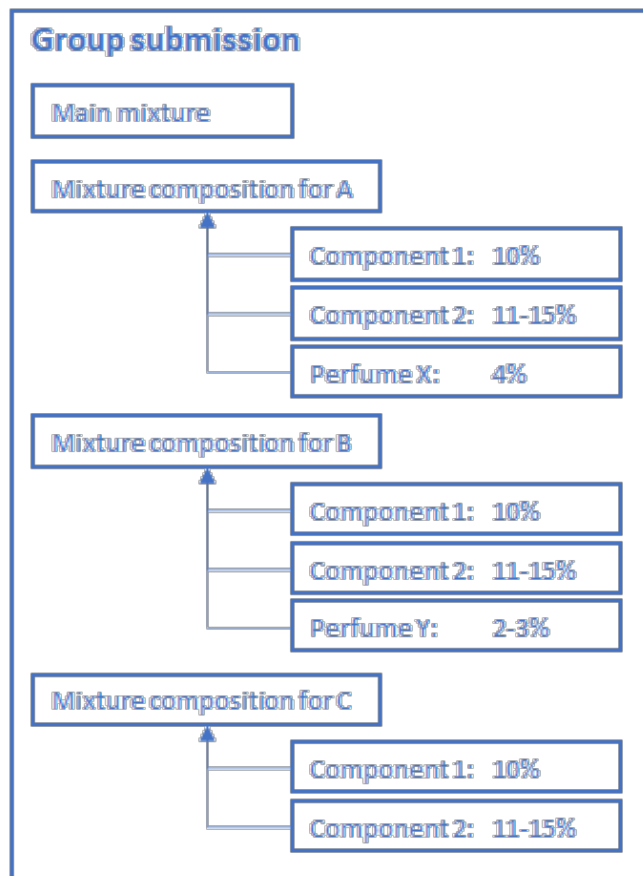 Group submission
Main mixture
Mixture composition for A
Component 1: 10%
Component 2: 11-15%
Perfume X: 4%
Mixture composition for B
Component 1: 10%
Component 2: 11-15%
Perfume Y: 2-3%
Mixture composition for C
Component 1: 10%
Component 2: 11-15%